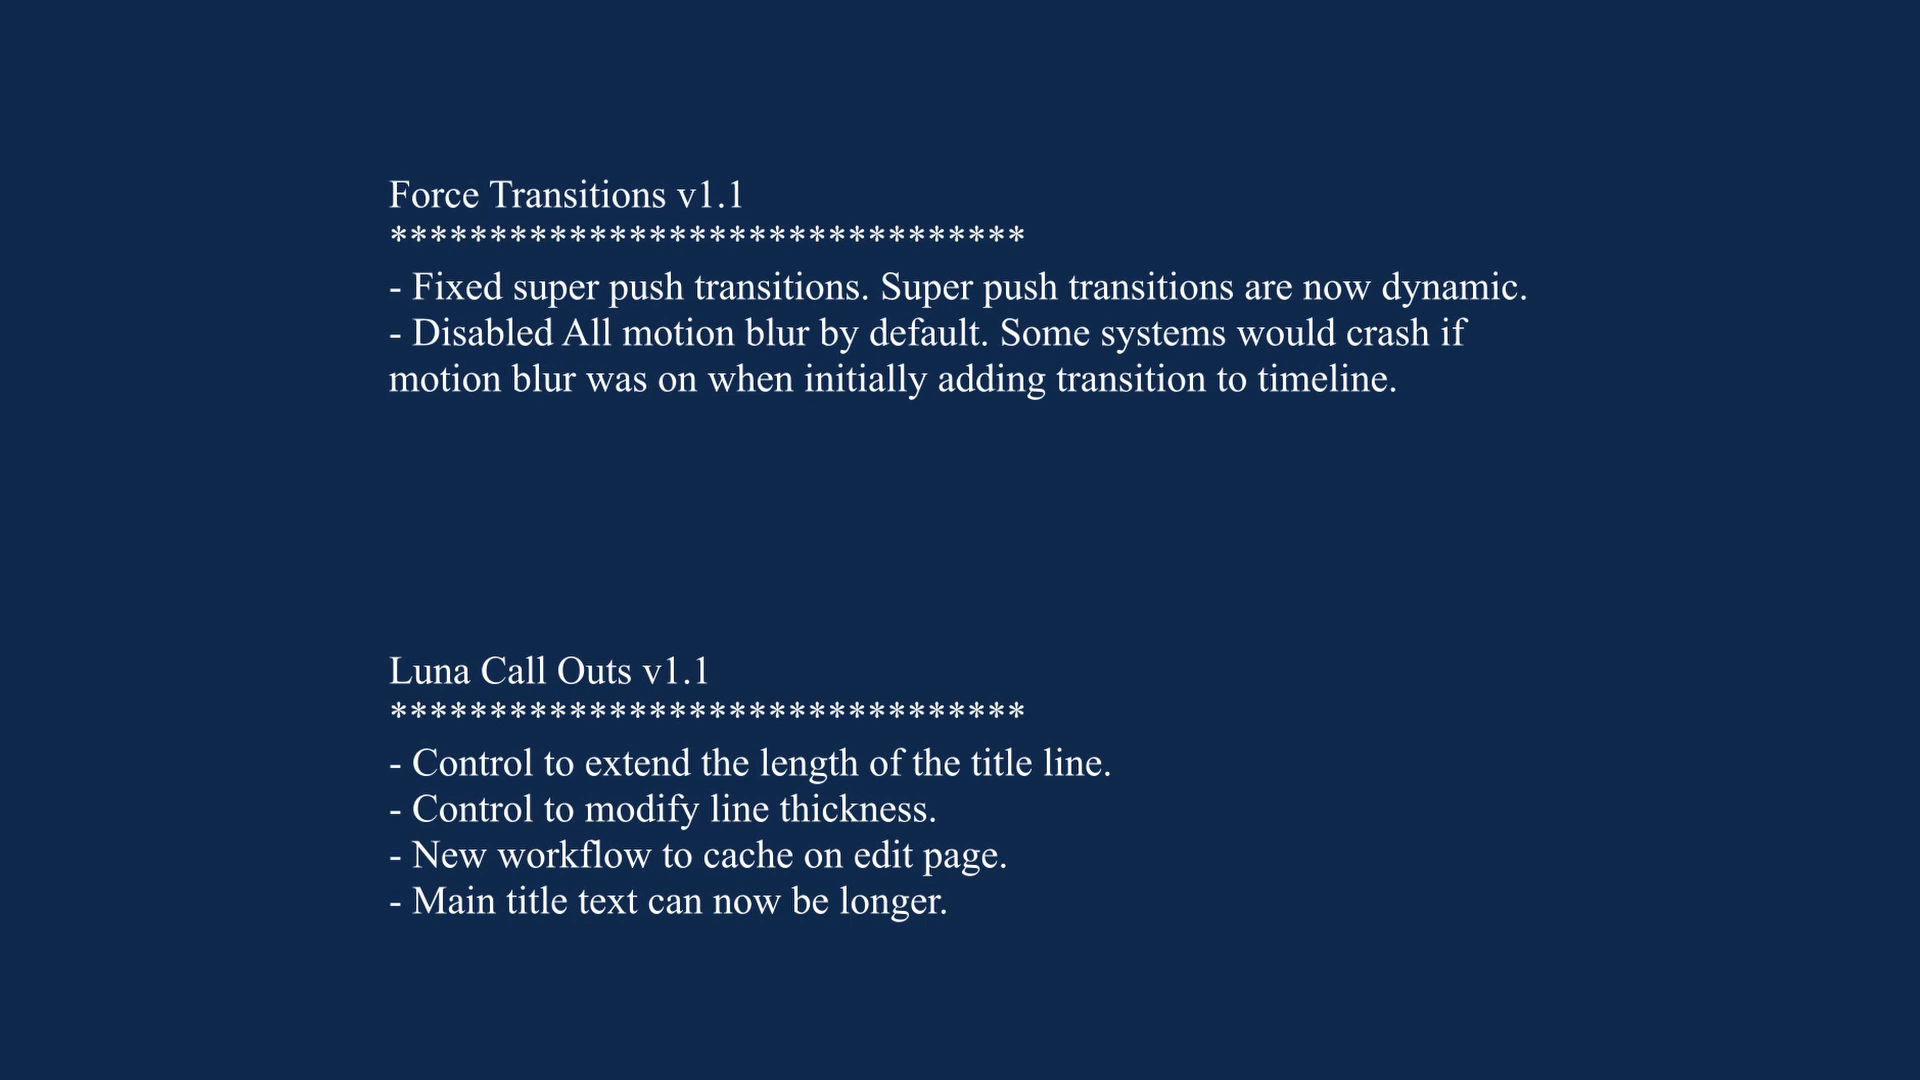 Force Transitions v1.1
********************************
- Fixed super push transitions. Super push transitions are now dynamic.
- Disabled All motion blur by default. Some systems would crash if
motion blur was on when initially adding transition to timeline.
Luna Call Outs v1.1
********************************
- Control to extend the length of the title line.
- Control to modify line thickness.
- New workflow to cache on edit page.
- Main title text can now be longer.